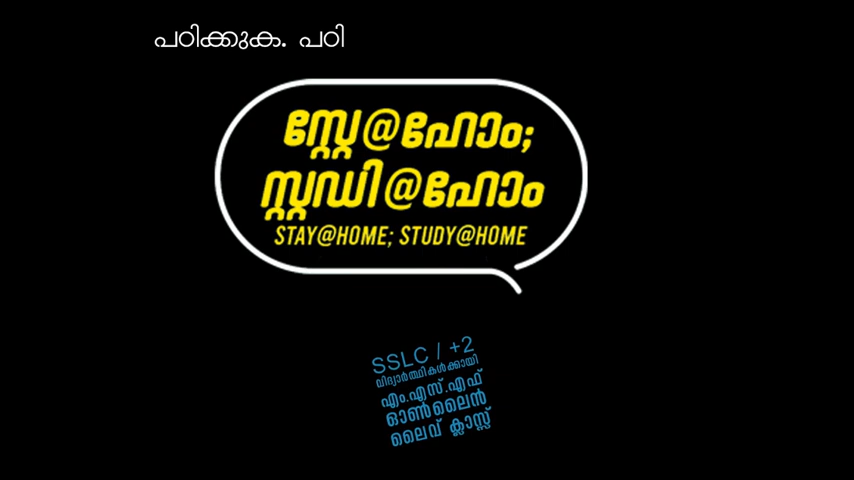 പഠിക്കുക. പഠി
സ്റ്റേ@ഹോം;
സ്റ്റഡി@ഹോം
STAY@HOME; STUDY@HOME
SSLC / +2
വിദ്യാർത്ഥികൾക്കായി
എം.എസ്.എഫ്
ഓൺലൈൻ
ലൈവ് ക്ലാസ്സ്